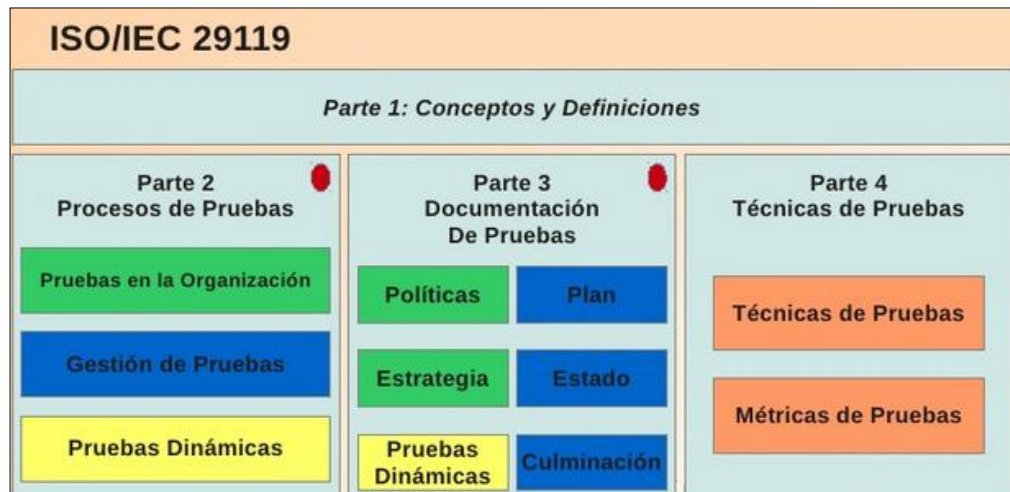 ISO/IEC 29119
Parte 1: Conceptos y Definiciones
Parte 2
Procesos de Pruebas
Pruebas en la Organización
Gestión de Pruebas
Pruebas Dinámicas
Parte 3
Documentación
De Pruebas
Políticas
Plan
Estrategia
Estado
Pruebas
Dinámicas
Culminación
Parte 4
Técnicas de Pruebas
Técnicas de Pruebas
Métricas de Pruebas